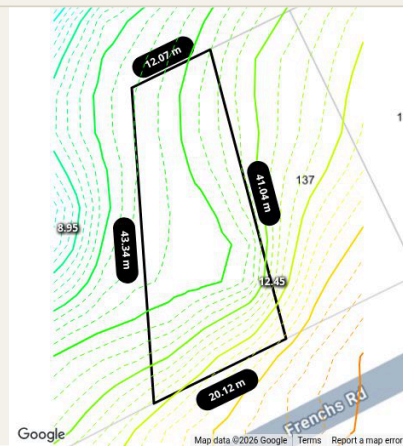 12.07 m
1
137
41.04 m
8.95
43.34 m
12.45
20.12 m
Frenchs Rd
Google
Map data ©2026 Google Terms Report a map error